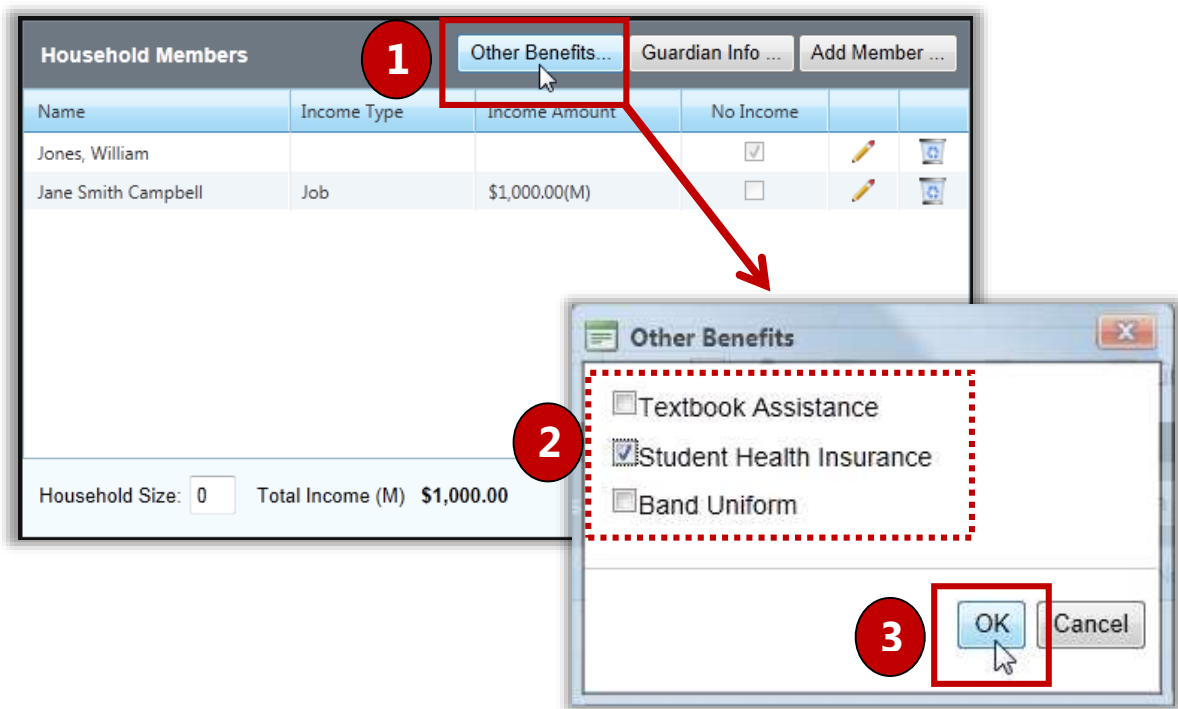 Household Members 1 Other Benefits... Guardian Info ... Add Member ...
Name Income Type Income Amount No Income
Jones, William
Jane Smith Campbell Job $1,000.00(M)
Household Size: 0 Total Income (M) $1,000.00
Other Benefits
2
Textbook Assistance
Student Health Insurance
Band Uniform
3
OK Cancel